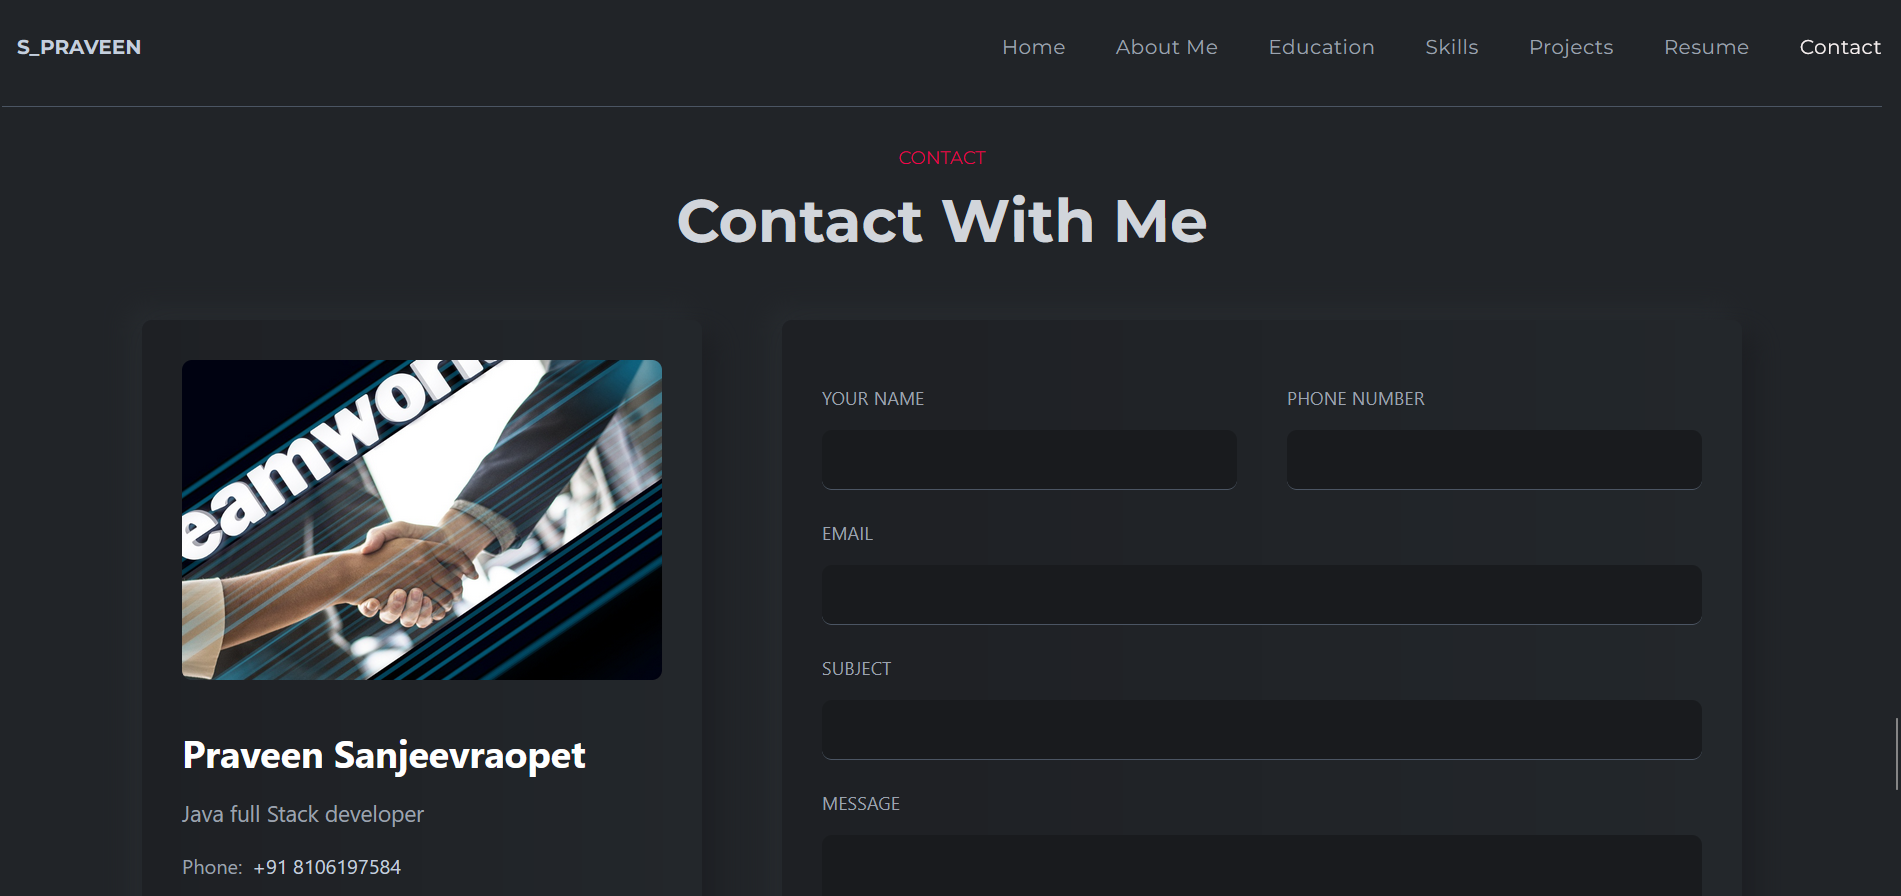 S_PRAVEEN
Home About Me Education Skills Projects Resume Contact
CONTACT
Contact With Me
eamwor
Praveen Sanjeevraopet
Java full Stack developer
Phone: +91 8106197584
YOUR NAME
PHONE NUMBER
EMAIL
SUBJECT
MESSAGE